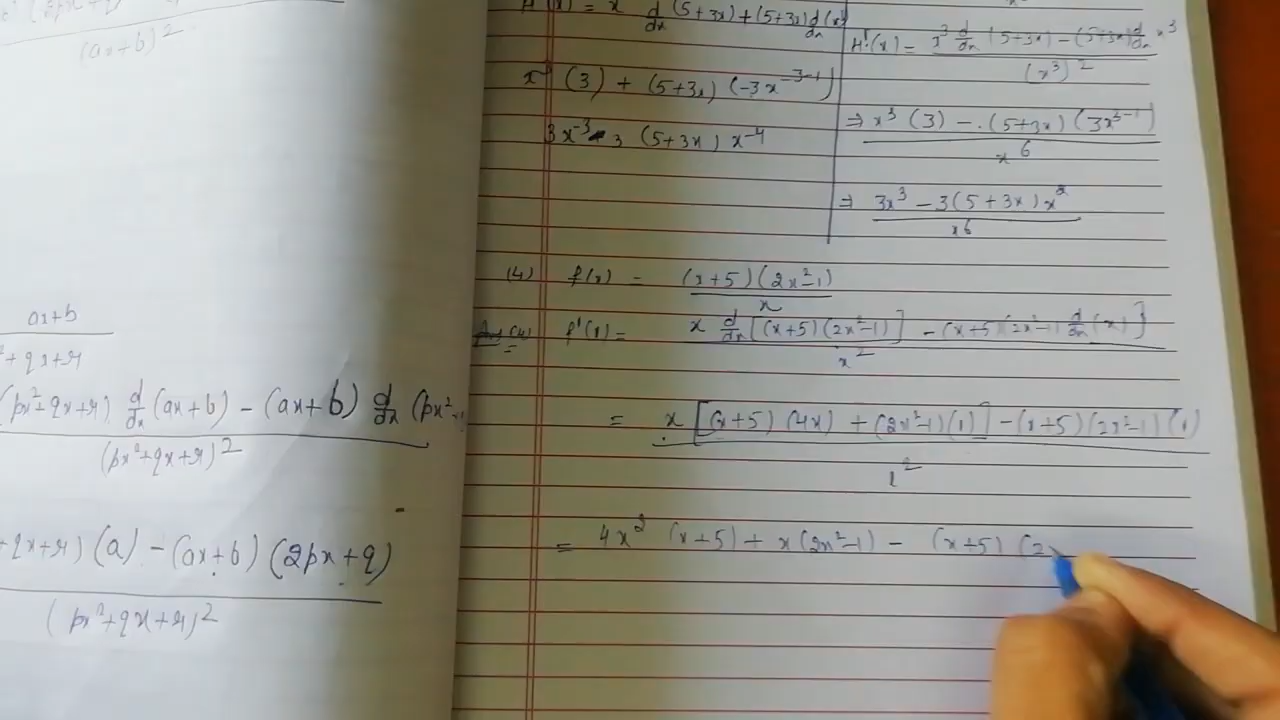 (ax+b)²
ax+b
+qx+r
(px²+qx+r) d/dx (ax+b) – (ax+b) d/dx (px²+
(px²+qx+r)²
+qx+r) (a) – (ax+b) (2px+q)
(px²+qx+r)²
H'(x) = x d/dx (5+3x) + (5+3x) d/dx (x
(3) + (5+3x) (-3x⁻³⁻¹)
3x⁻³ - 3 (5+3x) x⁻⁴
H'(x) = x³ d/dx (5+3x) – (5+3x) d/dx x³
(x³)²
⇒ x³ (3) – (5+3x) (3x³⁻¹)
x⁶
⇒ 3x³ – 3(5+3x) x²
x⁶
(4) f(x) = (x+5)(2x²-1)
x
f'(x) = x d/dx [(x+5)(2x²-1)] – (x+5)(2x²-1) d/dx (x)]
x²
= x [(x+5) (4x) + (2x²-1)(1)] – (x+5)(2x²-1)(1)
x²
= 4x² (x+5) + x(2x²-1) – (x+5) (2x